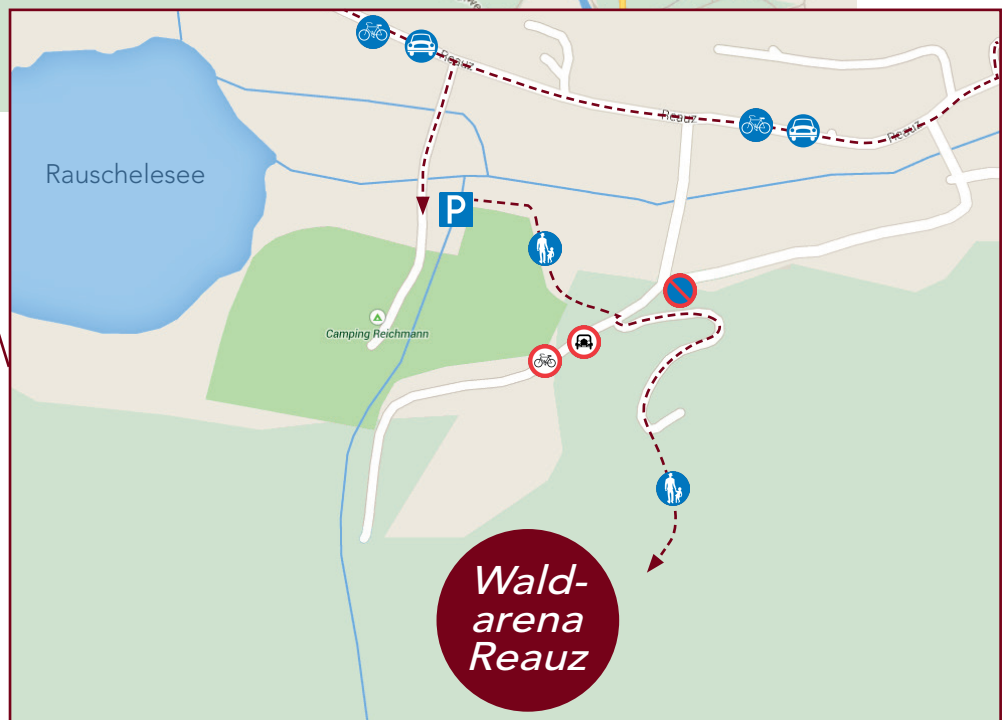 Reauz
Reauz
Reauz
Rauschelesee
P
Camping Reichmann
Wald-
arena
Reauz